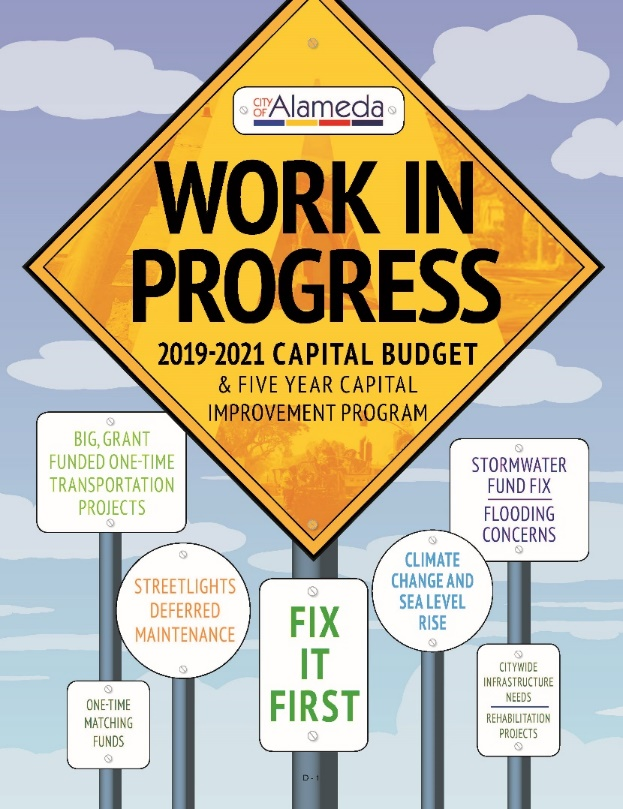 CITY
OF Alameda
WORK IN
PROGRESS
2019-2021 CAPITAL BUDGET
& FIVE YEAR CAPITAL
IMPROVEMENT PROGRAM
BIG, GRANT
FUNDED ONE-TIME
TRANSPORTATION
PROJECTS
STORMWATER
FUND FIX
FLOODING
CONCERNS
STREETLIGHTS
DEFERRED
MAINTENANCE
CLIMATE
CHANGE AND
SEA LEVEL
RISE
FIX
IT
FIRST
ONE-TIME
MATCHING
FUNDS
CITYWIDE
INFRASTRUCTURE
NEEDS
REHABILITATION
PROJECTS
D - 1